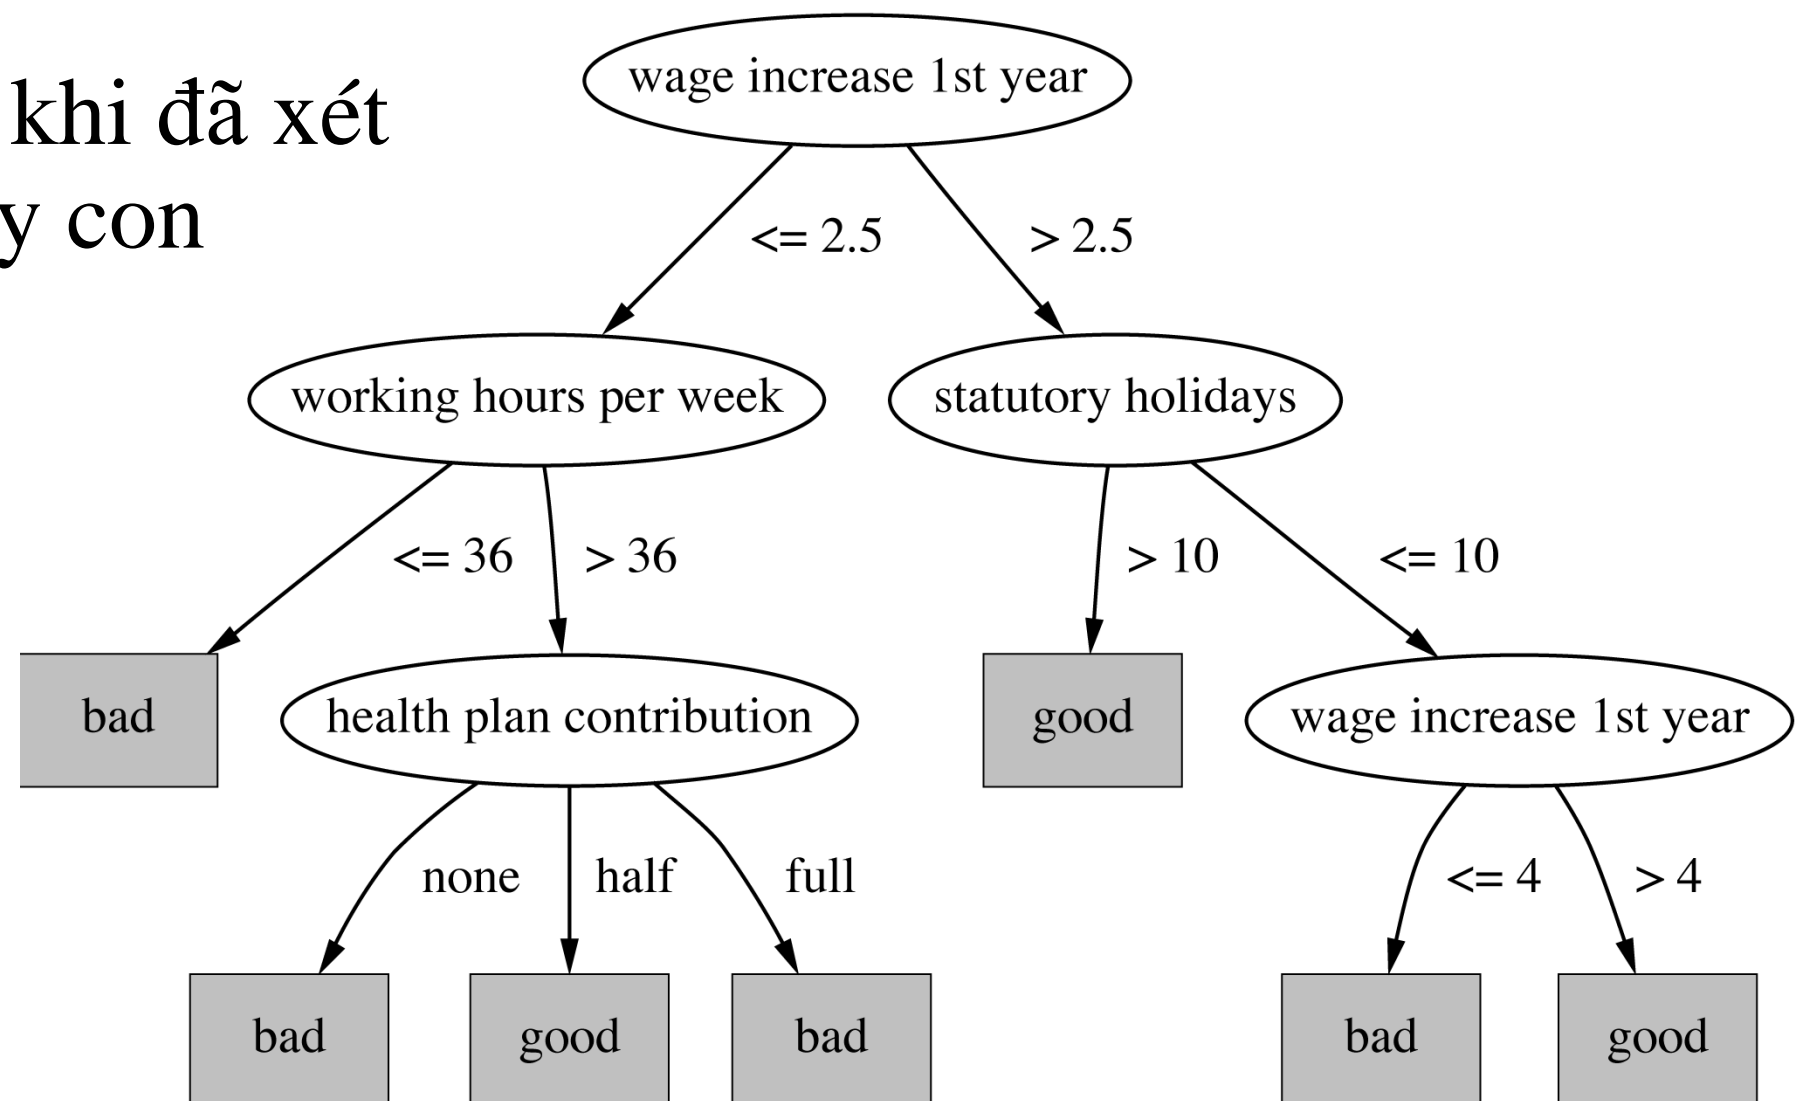 khi đã xét
y con
wage increase 1st year
<= 2.5
> 2.5
working hours per week
statutory holidays
<= 36
> 36
> 10
<= 10
bad
health plan contribution
good
wage increase 1st year
none
half
full
<= 4
> 4
bad
good
bad
bad
good